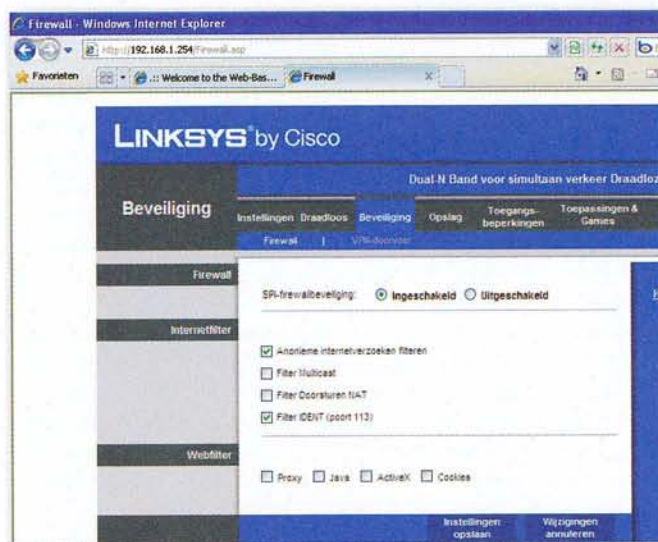 Firewall - Windows Internet Explorer
http://192.168.1.254/Firewall.asp
Favorieten
.:: Welcome to the Web-Bas...
Firewall
x
LINKSYS® by Cisco
Dual-N Band voor simultaan verkeer Draadloz
Beveiliging
Instellingen Draadloos Beveiliging Opslag Toegangs-beperkingen Toepassingen & Games
Firewall | VPN-doorvoer
Firewall
SPI-firewallbeveiliging: Ingeschakeld Uitgeschakeld
Internetfilter
Anonieme internetverzoeken filteren
Filter Multicast
Filter Doorsturen NAT
Filter IDENT (poort 113)
Webfilter
Proxy Java ActiveX Cookies
Instellingen opslaan
Wijzigingen annuleren